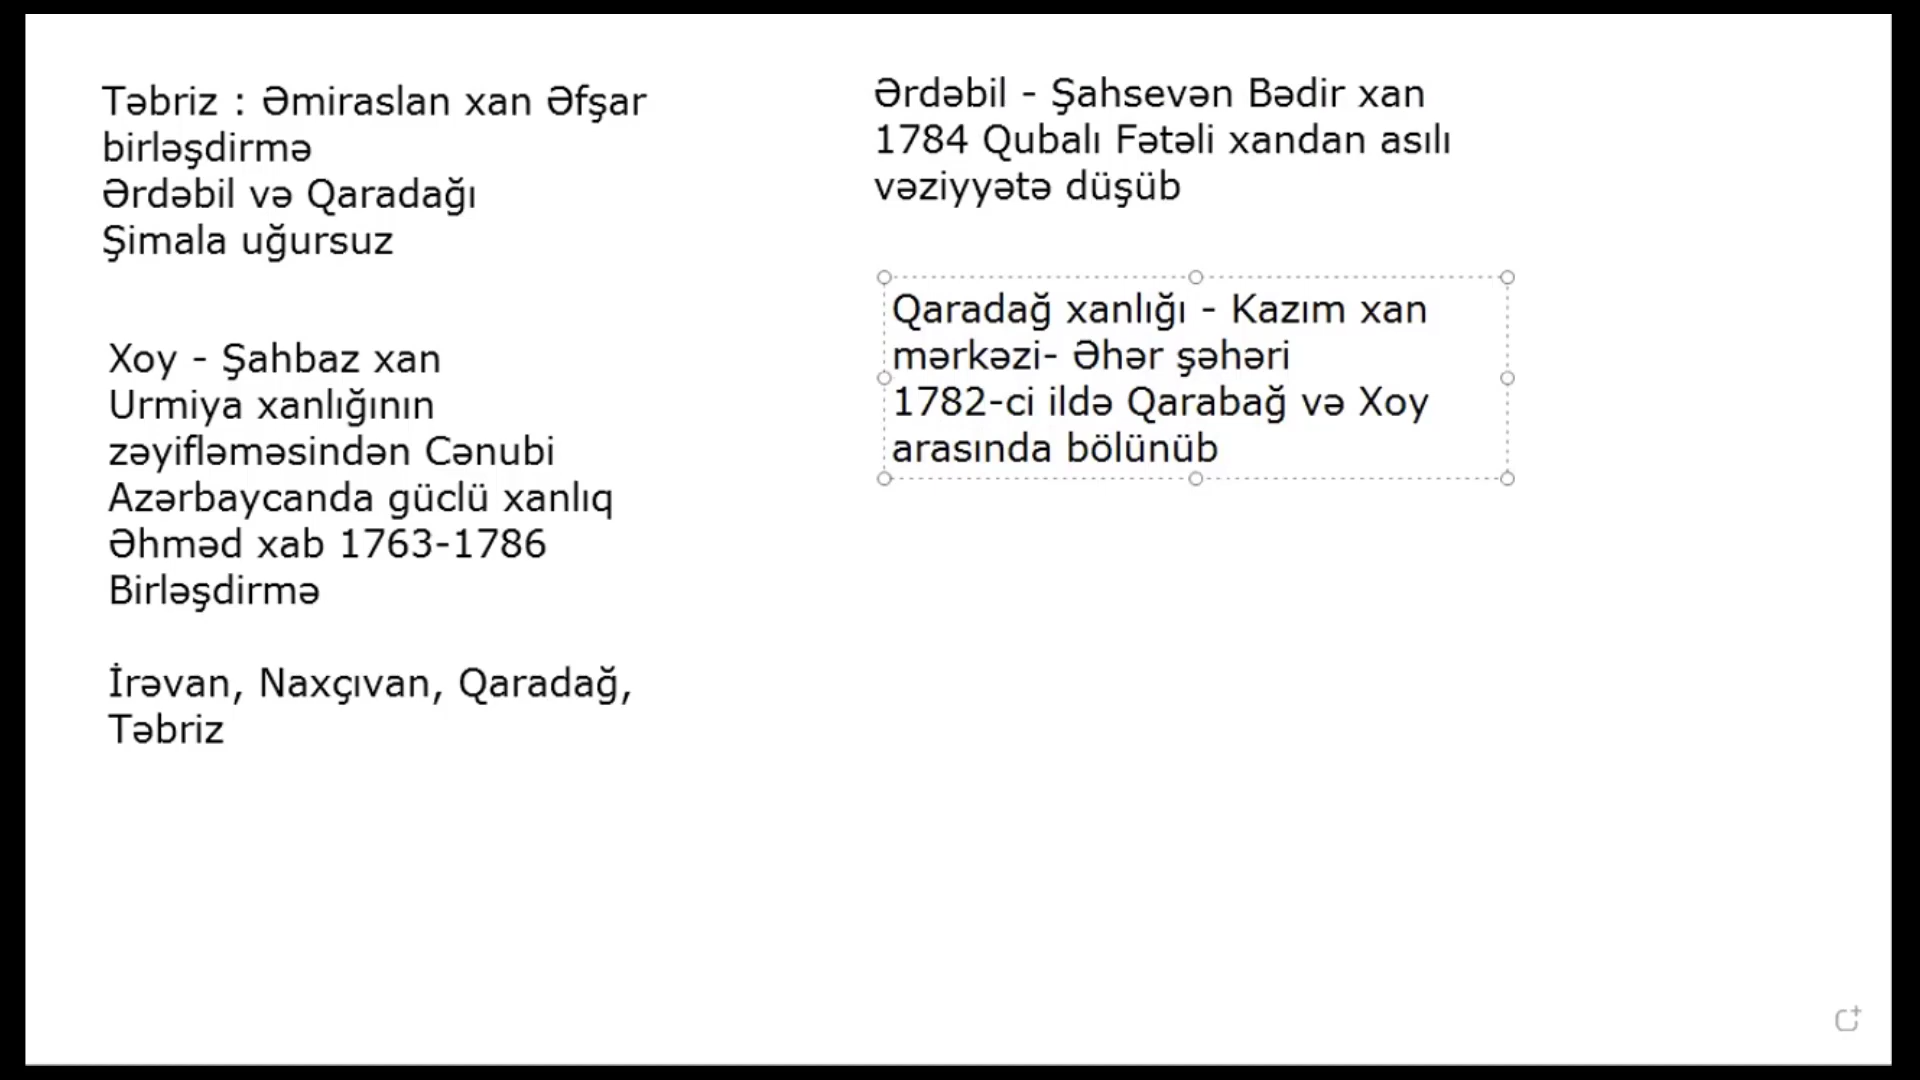 Təbriz : Əmiraslan xan Əfşar
birləşdirmə
Ərdəbil və Qaradağı
Şimala uğursuz
Xoy - Şahbaz xan
Urmiya xanlığının
zəyifləməsindən Cənubi
Azərbaycanda güclü xanlıq
Əhməd xab 1763-1786
Birləşdirmə
İrəvan, Naxçıvan, Qaradağ,
Təbriz
Ərdəbil - Şahsevən Bədir xan
1784 Qubalı Fətəli xandan asılı
vəziyyətə düşüb
Qaradağ xanlığı - Kazım xan
mərkəzi- Əhər şəhəri
1782-ci ildə Qarabağ və Xoy
arasında bölünüb